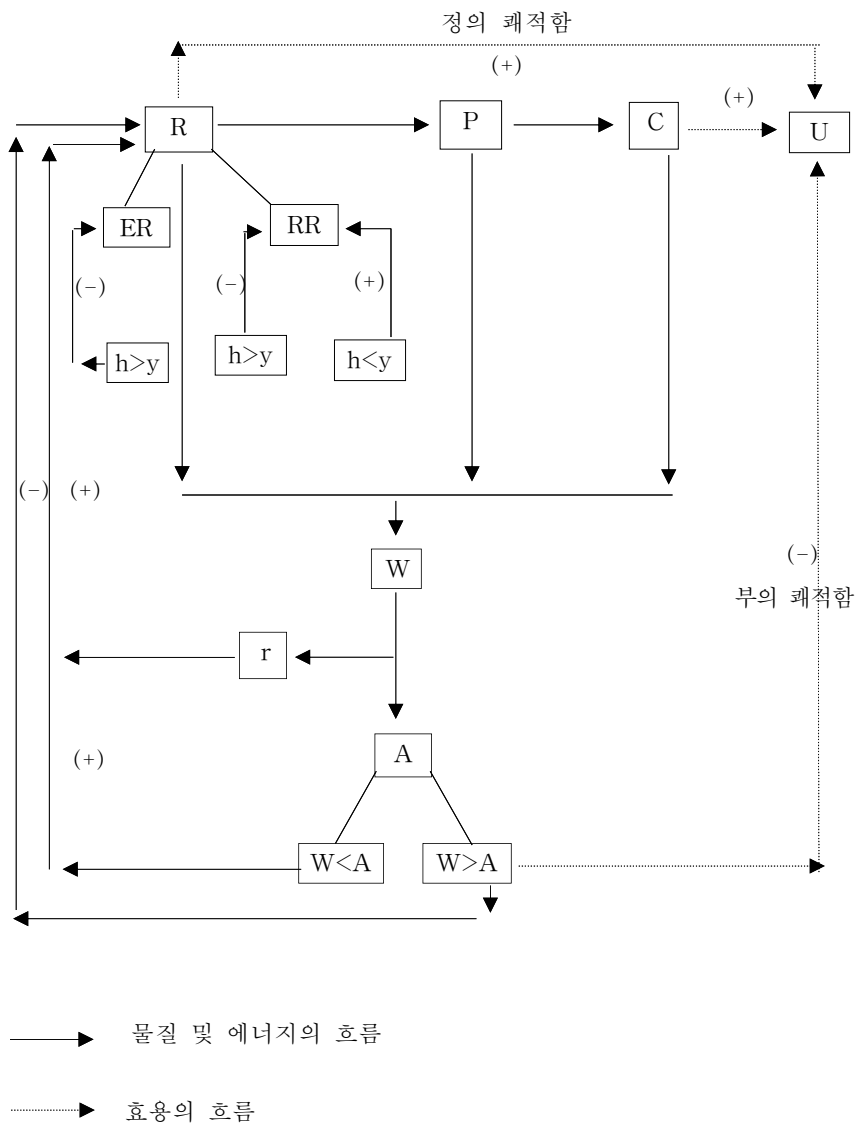 정의 쾌적함
(+)
R
P
C
(+)
U
ER
RR
(-)
(-)
(+)
h>y
h>y
h<y
(-)
(+)
W
(-)
부의 쾌적함
r
A
(+)
W<A
W>A
물질 및 에너지의 흐름
효용의 흐름